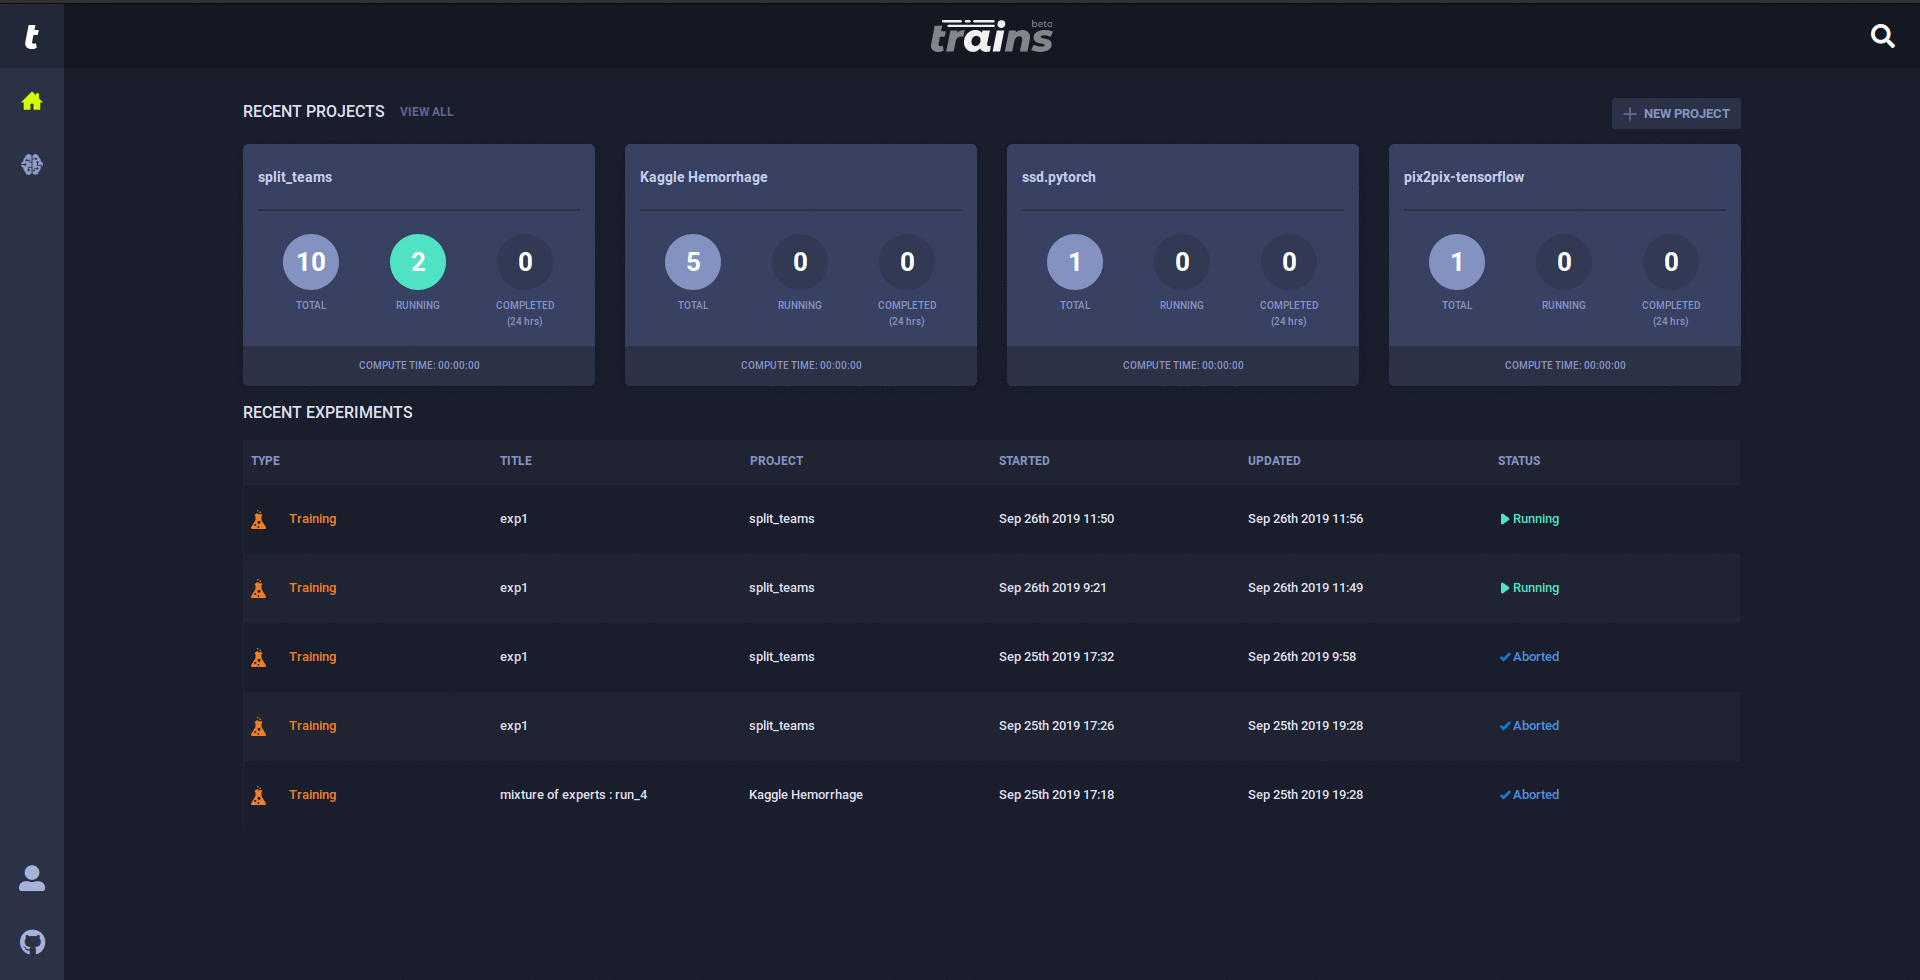 t
trains beta
RECENT PROJECTS VIEW ALL
NEW PROJECT
split_teams
10 2 0
TOTAL RUNNING COMPLETED
(24 hrs)
COMPUTE TIME: 00:00:00
Kaggle Hemorrhage
5 0 0
TOTAL RUNNING COMPLETED
(24 hrs)
COMPUTE TIME: 00:00:00
ssd.pytorch
1 0 0
TOTAL RUNNING COMPLETED
(24 hrs)
COMPUTE TIME: 00:00:00
pix2pix-tensorflow
1 0 0
TOTAL RUNNING COMPLETED
(24 hrs)
COMPUTE TIME: 00:00:00
RECENT EXPERIMENTS
TYPE TITLE PROJECT STARTED UPDATED STATUS
Training exp1 split_teams Sep 26th 2019 11:50 Sep 26th 2019 11:56 Running
Training exp1 split_teams Sep 26th 2019 9:21 Sep 26th 2019 11:49 Running
Training exp1 split_teams Sep 25th 2019 17:32 Sep 26th 2019 9:58 Aborted
Training exp1 split_teams Sep 25th 2019 17:26 Sep 25th 2019 19:28 Aborted
Training mixture of experts : run_4 Kaggle Hemorrhage Sep 25th 2019 17:18 Sep 25th 2019 19:28 Aborted